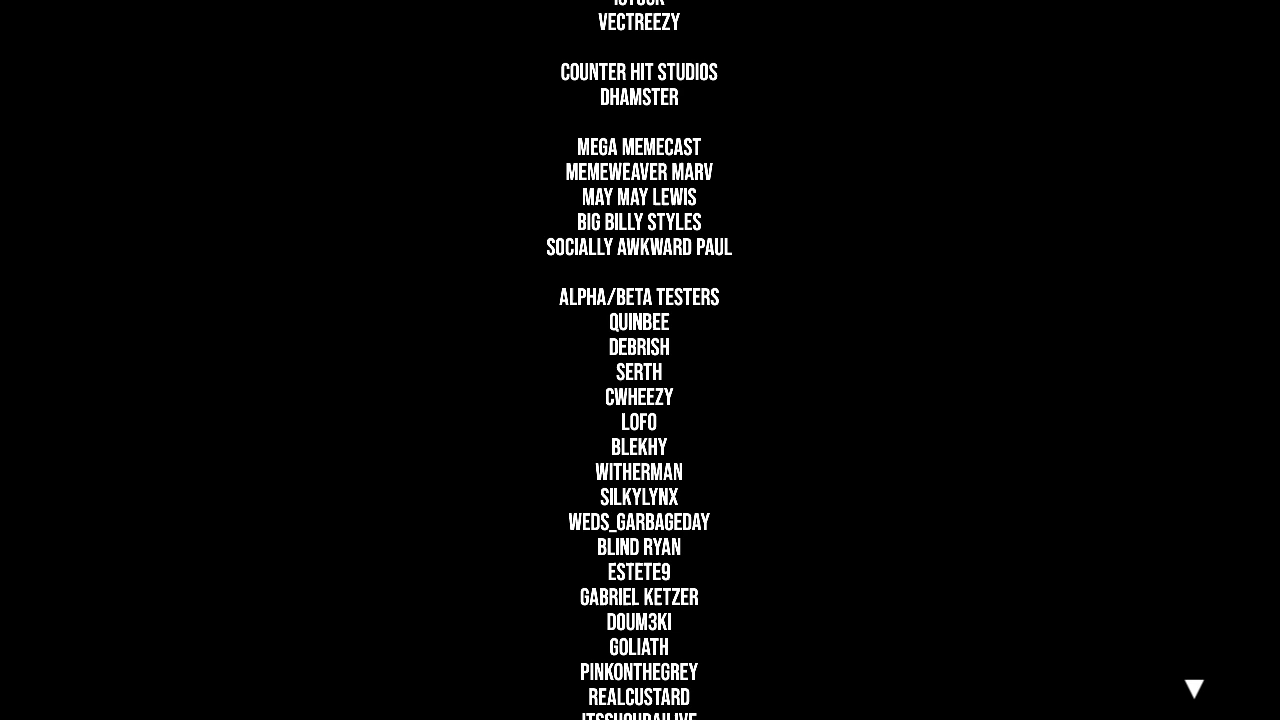 VECTREEZY
COUNTER HIT STUDIOS
DHAMSTER
MEGA MEMECAST
MEMEWEAVER MARV
MAY MAY LEWIS
BIG BILLY STYLES
SOCIALLY AWKWARD PAUL
ALPHA/BETA TESTERS
QUINBEE
DEBRISH
SERTH
CWHEEZY
LOFO
BLEKHY
WITHERMAN
SILKYLYNX
WEDS_GARBAGEDAY
BLIND RYAN
ESTETE9
GABRIEL KETZER
DOUM3KI
GOLIATH
PINKONTHEGREY
REALCUSTARD